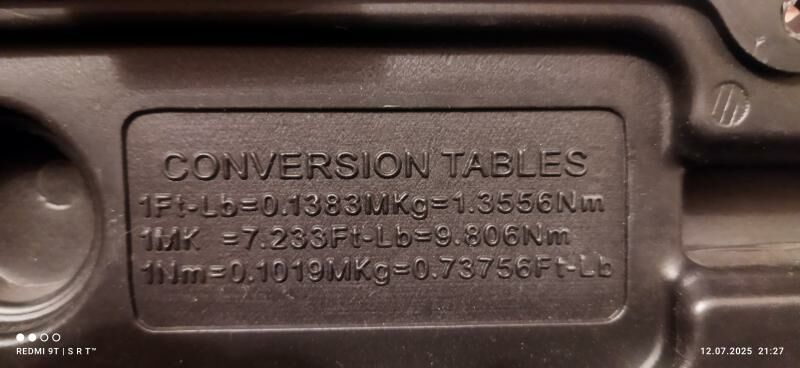 CONVERSION TABLES
1Ft-Lb=0.1383MKg=1.3556Nm
1MK =7.233Ft-Lb=9.806Nm
1Nm=0.1019MKg=0.73756Ft-Lb
REDMI 9T | S R T™
12.07.2025 21:27